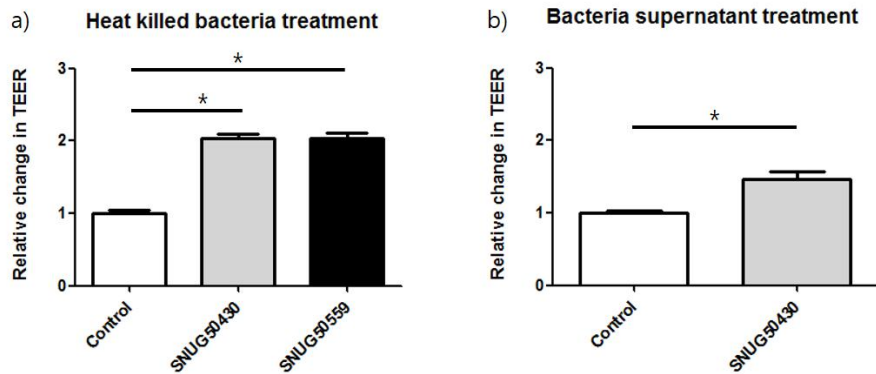 a) Heat killed bacteria treatment
Relative change in TEER
3
2
1
0
*
*
Control
SNUG50430
SNUG50559
b) Bacteria supernatant treatment
Relative change in TEER
3
2
1
0
*
Control
SNUG50430